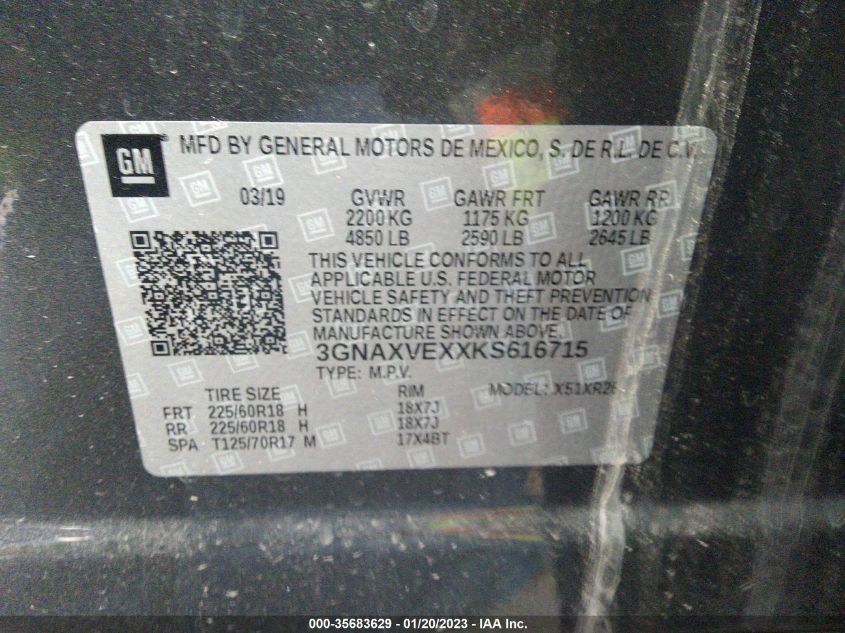 GM
MFD BY GENERAL MOTORS DE MEXICO, S. DE R.L. DE C.V.
03/19 GVWR GAWR FRT GAWR RR
2200 KG 1175 KG 1200 KG
4850 LB 2590 LB 2645 LB
THIS VEHICLE CONFORMS TO ALL
APPLICABLE U.S. FEDERAL MOTOR
VEHICLE SAFETY AND THEFT PREVENTION
STANDARDS IN EFFECT ON THE DATE OF
MANUFACTURE SHOWN ABOVE.
3GNAXVEXXKS616715
TYPE: M.P.V. MODEL: X51XR26
TIRE SIZE RIM
FRT 225/60R18 H 18X7J
RR 225/60R18 H 18X7J
SPA T125/70R17 M 17X4BT
000-35683629 - 01/20/2023 - IAA Inc.